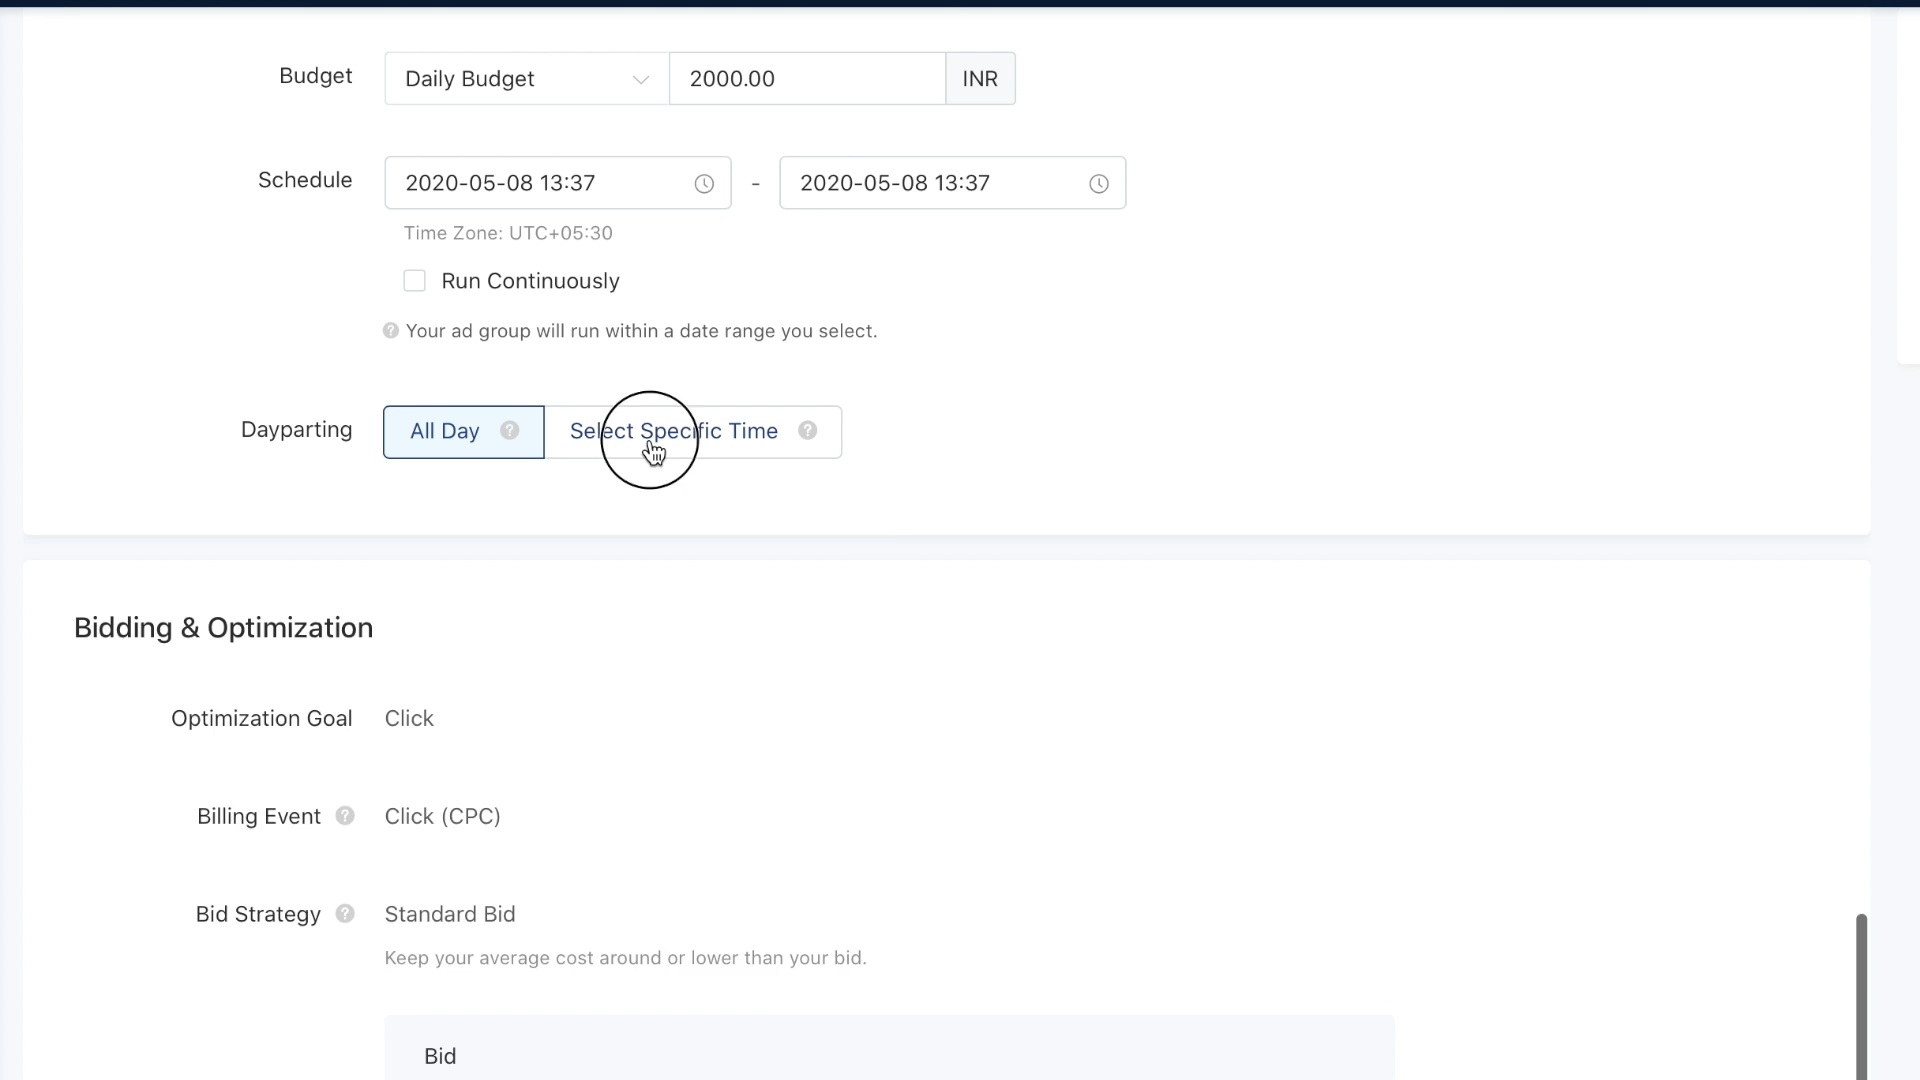 Budget Daily Budget 2000.00 INR
Schedule 2020-05-08 13:37 - 2020-05-08 13:37
Time Zone: UTC+05:30
Run Continuously
? Your ad group will run within a date range you select.
Dayparting All Day ? Select Specific Time ?
Bidding & Optimization
Optimization Goal Click
Billing Event ? Click (CPC)
Bid Strategy ? Standard Bid
Keep your average cost around or lower than your bid.
Bid